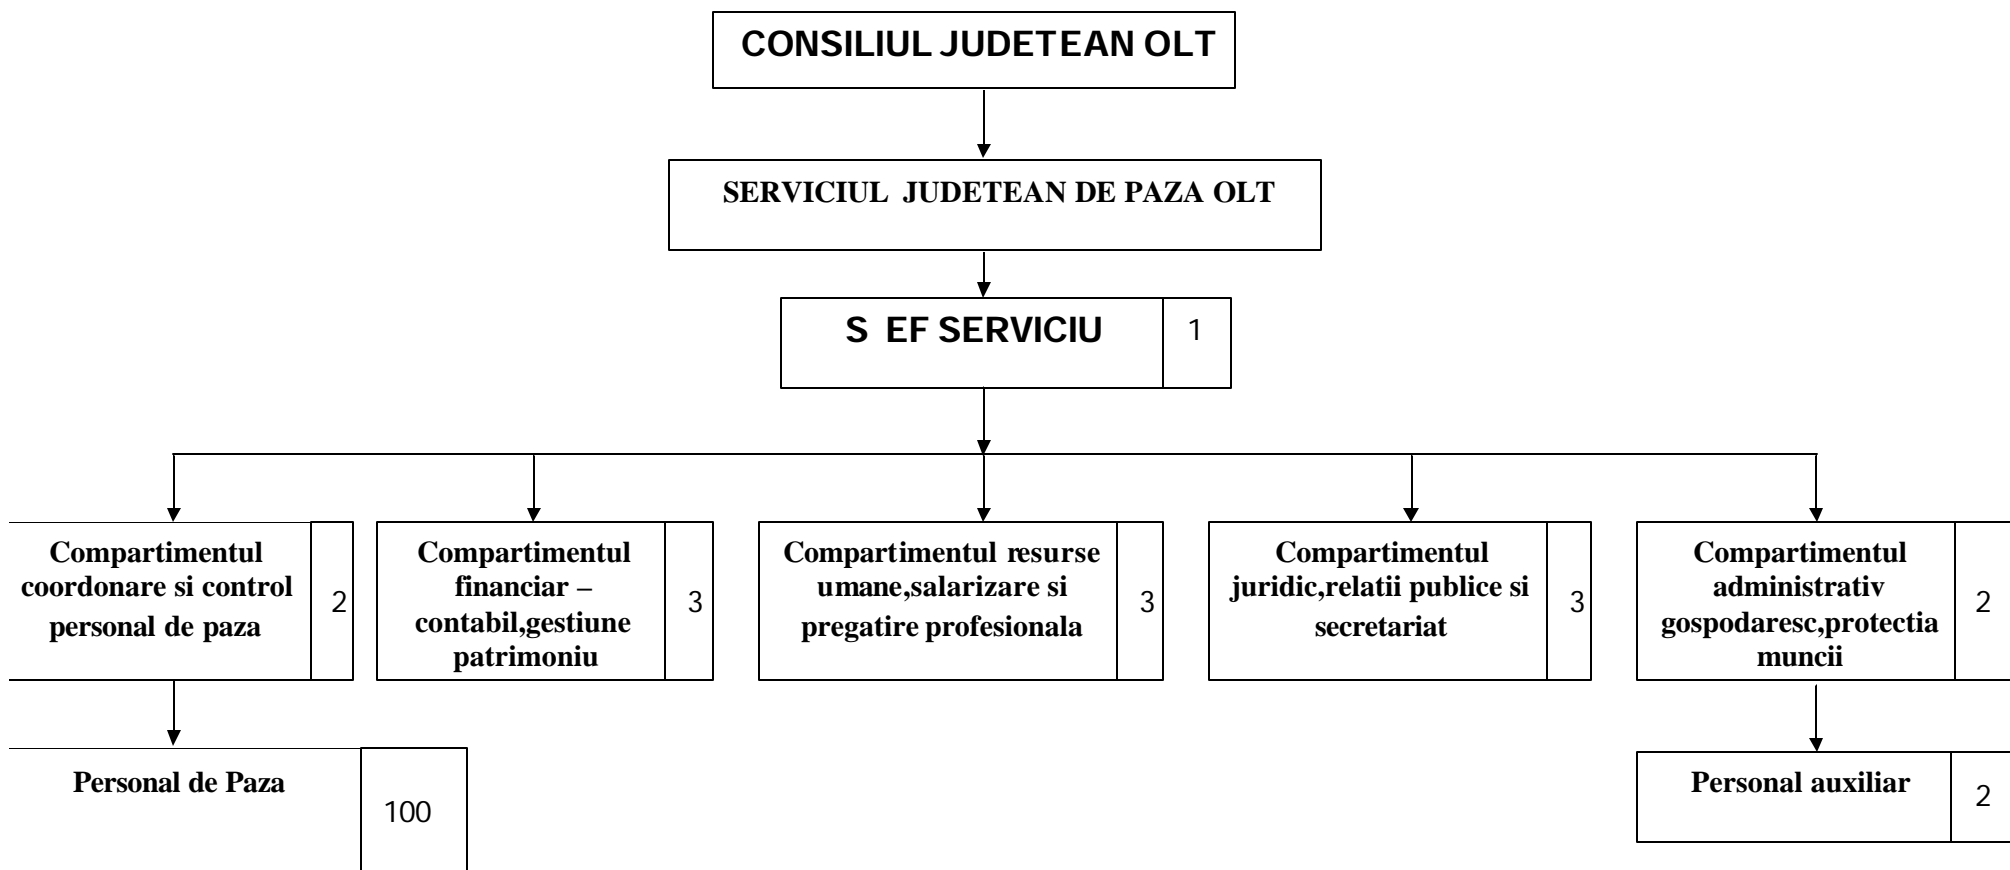 CONSILIUL JUDETEAN OLT
SERVICIUL JUDETEAN DE PAZA OLT
S EF SERVICIU
1
Compartimentul
coordonare si control
personal de paza
2
Compartimentul
financiar –
contabil,gestiune
patrimoniu
3
Compartimentul resurse
umane,salarizare si
pregatire profesionala
3
Compartimentul
juridic,relatii publice si
secretariat
3
Compartimentul
administrativ
gospodaresc,protectia
muncii
2
Personal de Paza
100
Personal auxiliar
2